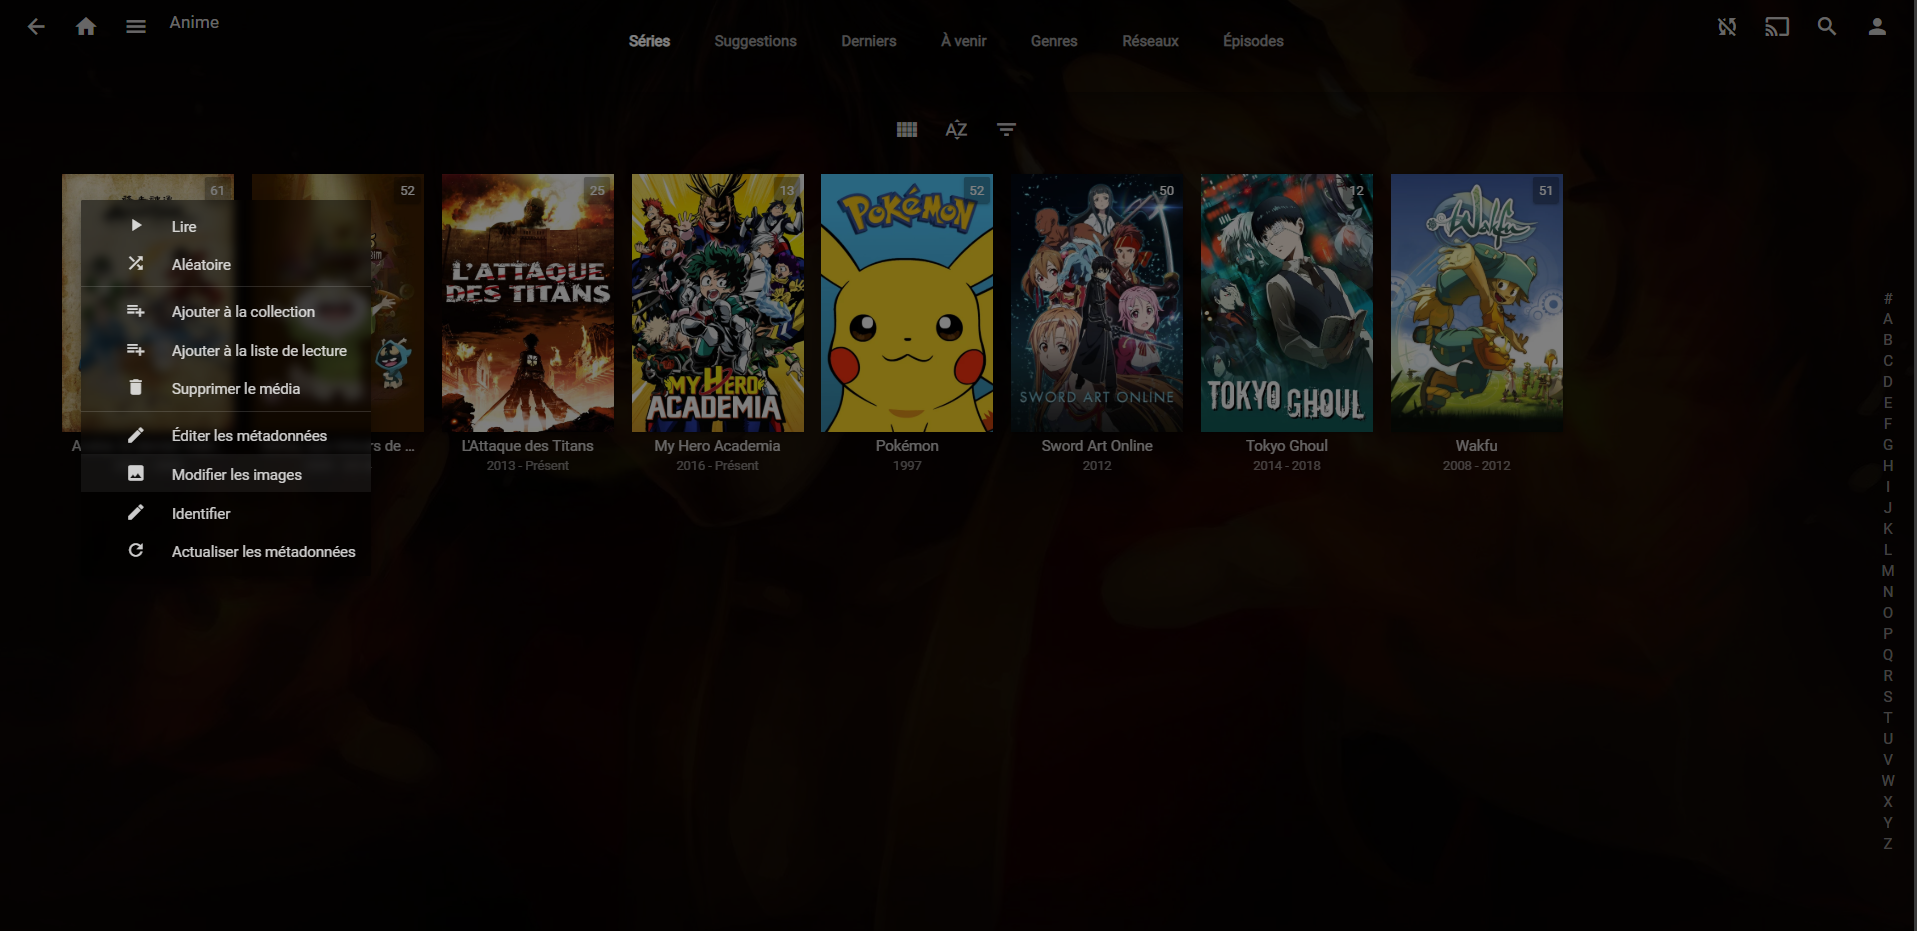 Anime
Séries
Suggestions
Derniers
À venir
Genres
Réseaux
Épisodes
AZ
61
52
25
13
52
50
12
51
Lire
Aléatoire
Ajouter à la collection
Ajouter à la liste de lecture
Supprimer le média
Éditer les métadonnées
Modifier les images
Identifier
Actualiser les métadonnées
L'ATTAQUE
DES TITANS
MY HERO
ACADEMIA
POKÉMON
SWORD ART ONLINE
TOKYO GHOUL
Wakfu
A
rs de ...
L'Attaque des Titans
2013 - Présent
My Hero Academia
2016 - Présent
Pokémon
1997
Sword Art Online
2012
Tokyo Ghoul
2014 - 2018
Wakfu
2008 - 2012
#
A
B
C
D
E
F
G
H
I
J
K
L
M
N
O
P
Q
R
S
T
U
V
W
X
Y
Z